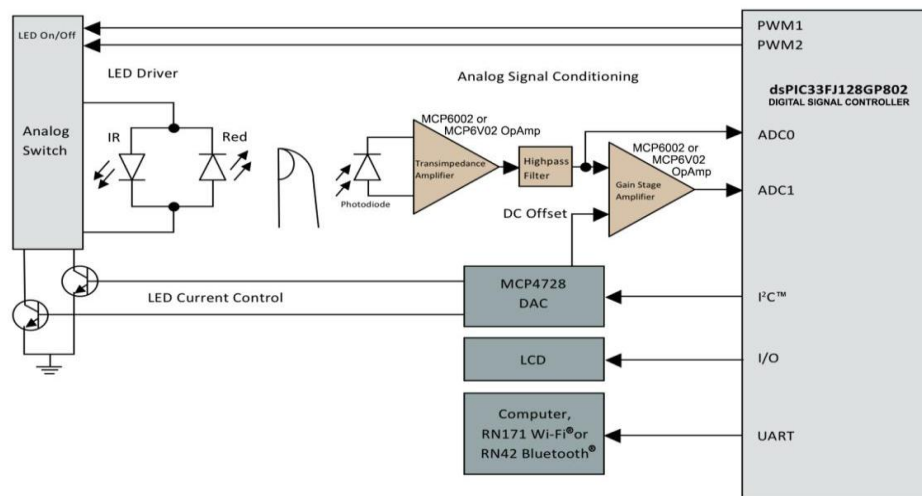 LED On/Off
PWM1
PWM2
LED Driver
Analog Signal Conditioning
dsPIC33FJ128GP802
DIGITAL SIGNAL CONTROLLER
Analog
Switch
IR
Red
MCP6002 or
MCP6V02 OpAmp
Transimpedance
Amplifier
Highpass
Filter
MCP6002 or
MCP6V02
OpAmp
Gain Stage
Amplifier
ADC0
ADC1
Photodiode
DC Offset
LED Current Control
MCP4728
DAC
I²C™
LCD
I/O
Computer,
RN171 Wi-Fi® or
RN42 Bluetooth®
UART